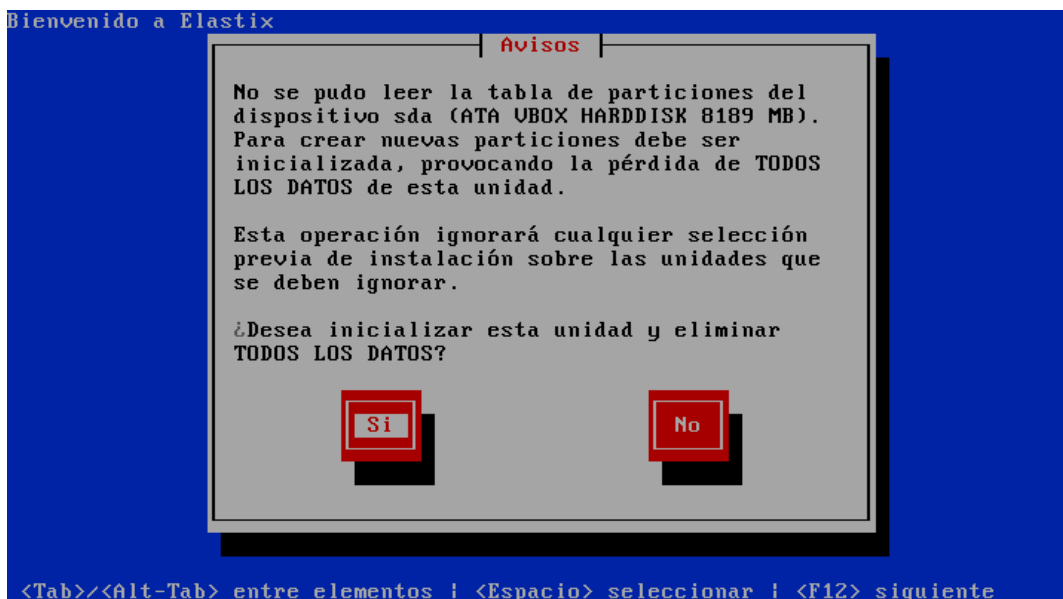 Bienvenido a Elastix
Avisos
No se pudo leer la tabla de particiones del
dispositivo sda (ATA VBOX HARDDISK 8189 MB).
Para crear nuevas particiones debe ser
inicializada, provocando la pérdida de TODOS
LOS DATOS de esta unidad.
Esta operación ignorará cualquier selección
previa de instalación sobre las unidades que
se deben ignorar.
¿Desea inicializar esta unidad y eliminar
TODOS LOS DATOS?
Si No
<Tab>/<Alt-Tab> entre elementos | <Espacio> seleccionar | <F12> siguiente